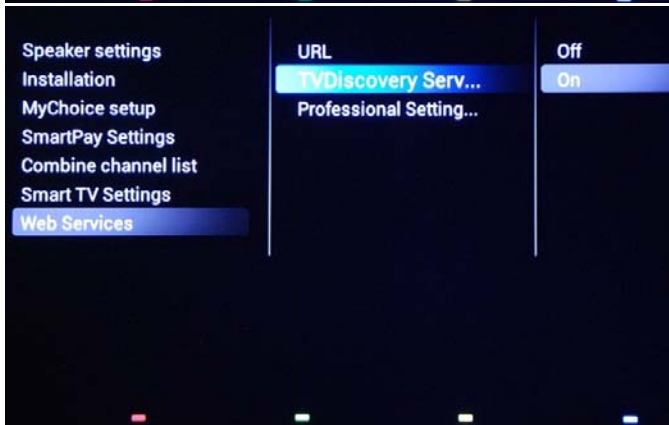 Speaker settings
Installation
MyChoice setup
SmartPay Settings
Combine channel list
Smart TV Settings
Web Services
URL
TVDiscovery Serv...
Professional Setting...
Off
On